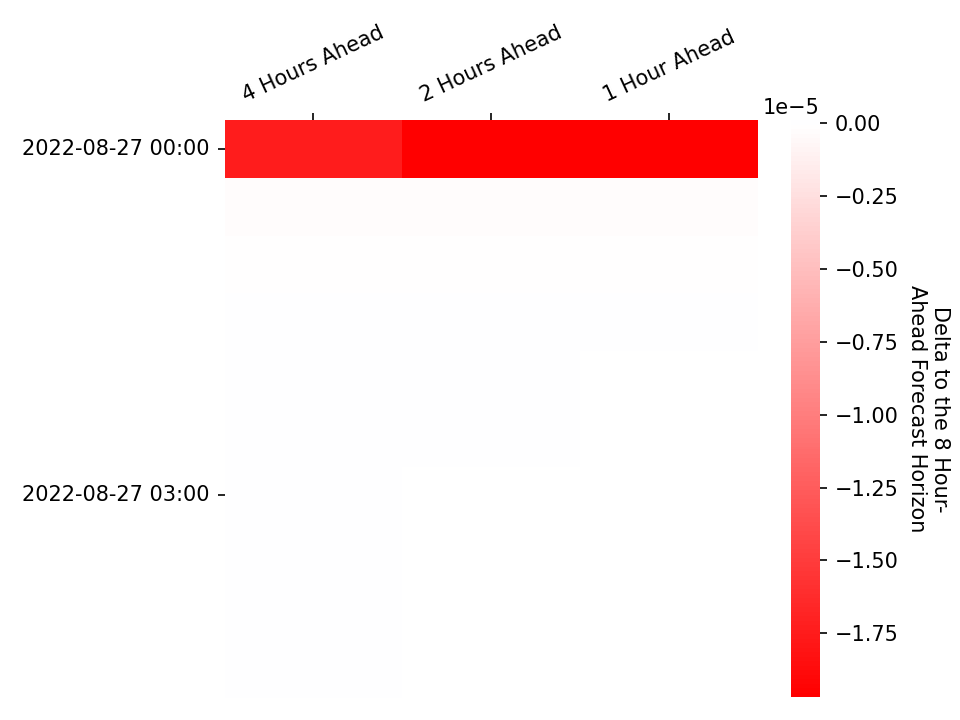 4 Hours Ahead
2 Hours Ahead
1 Hour Ahead
1e−5
2022-08-27 00:00
2022-08-27 03:00
0.00
−0.25
−0.50
−0.75
−1.00
−1.25
−1.50
−1.75
Delta to the 8 Hour-
Ahead Forecast Horizon